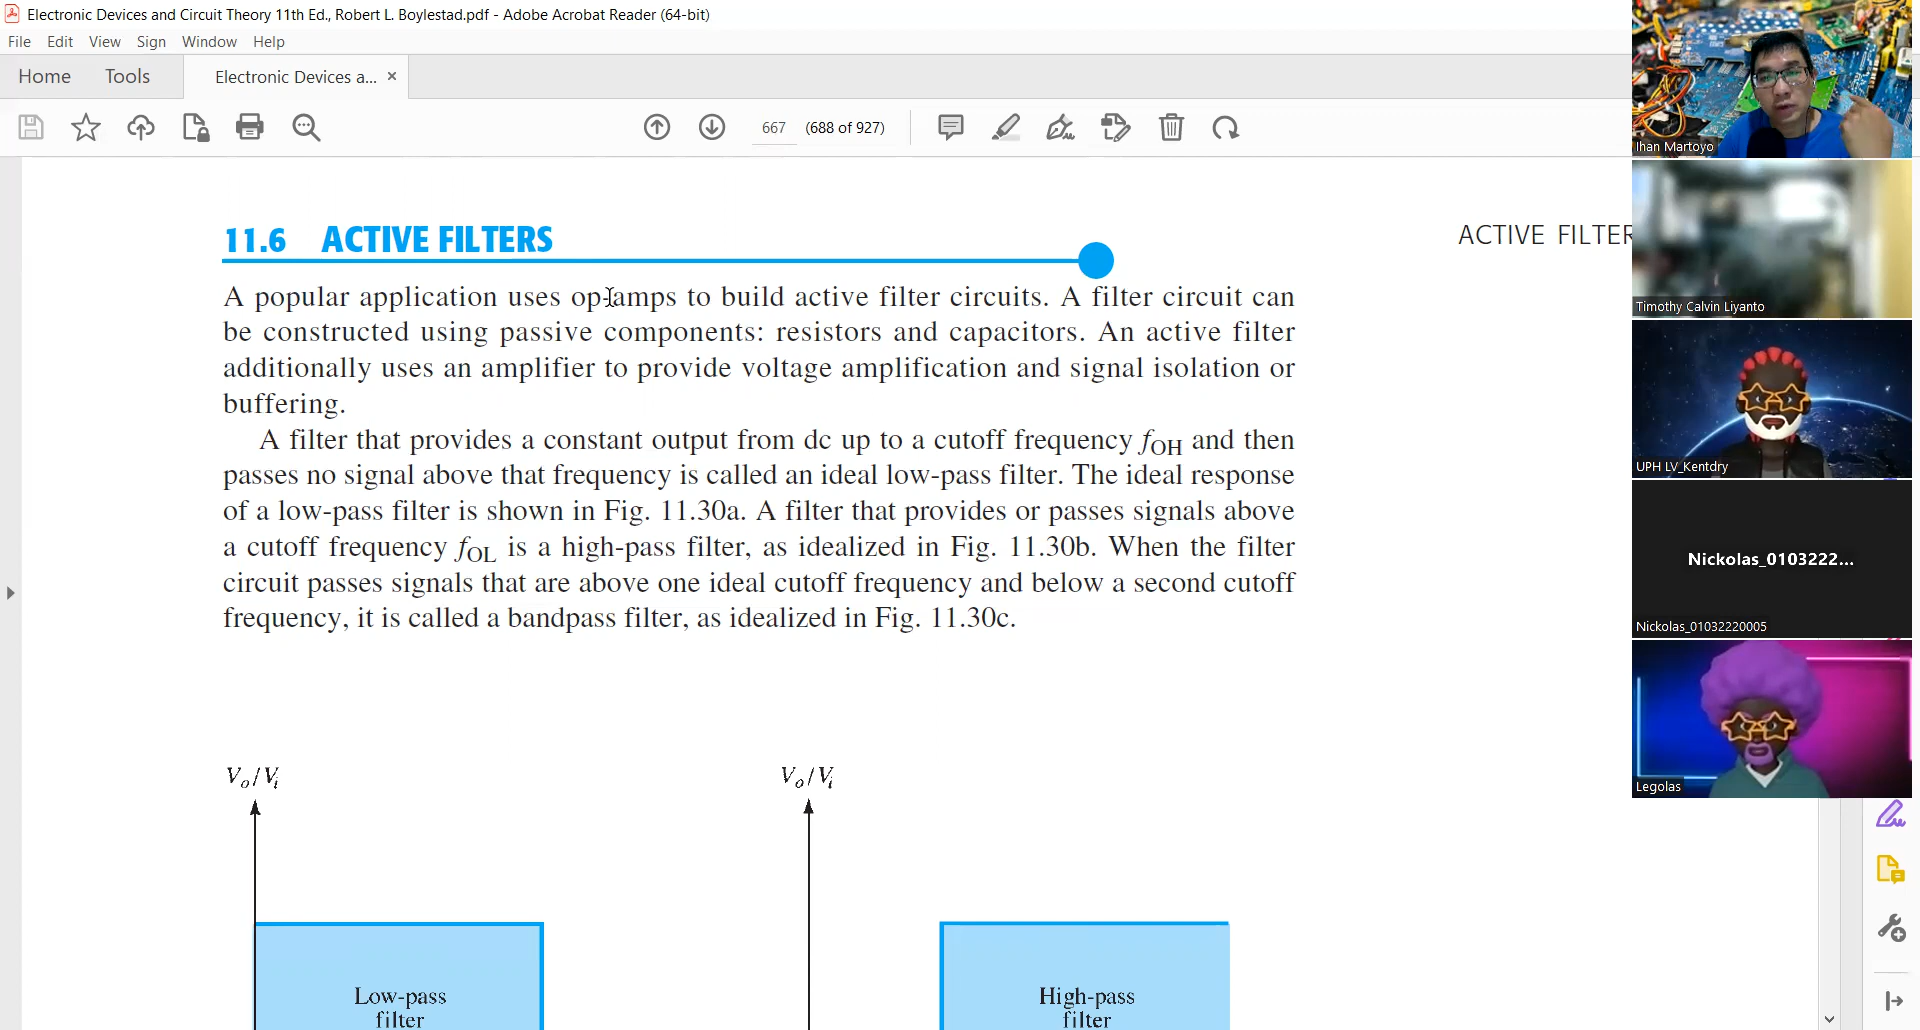 Electronic Devices and Circuit Theory 11th Ed., Robert L. Boylestad.pdf - Adobe Acrobat Reader (64-bit)
File Edit View Sign Window Help
Home Tools Electronic Devices a... ×
667 (688 of 927)
11.6 ACTIVE FILTERS
ACTIVE FILTER
A popular application uses op-amps to build active filter circuits. A filter circuit can
be constructed using passive components: resistors and capacitors. An active filter
additionally uses an amplifier to provide voltage amplification and signal isolation or
buffering.
A filter that provides a constant output from dc up to a cutoff frequency fOH and then
passes no signal above that frequency is called an ideal low-pass filter. The ideal response
of a low-pass filter is shown in Fig. 11.30a. A filter that provides or passes signals above
a cutoff frequency fOL is a high-pass filter, as idealized in Fig. 11.30b. When the filter
circuit passes signals that are above one ideal cutoff frequency and below a second cutoff
frequency, it is called a bandpass filter, as idealized in Fig. 11.30c.
Vo/Vi
Vo/Vi
Low-pass
filter
High-pass
filter
Ihan Martoyo
Timothy Calvin Liyanto
UPH LV_Kentdry
Nickolas_0103222...
Nickolas_01032220005
Legolas